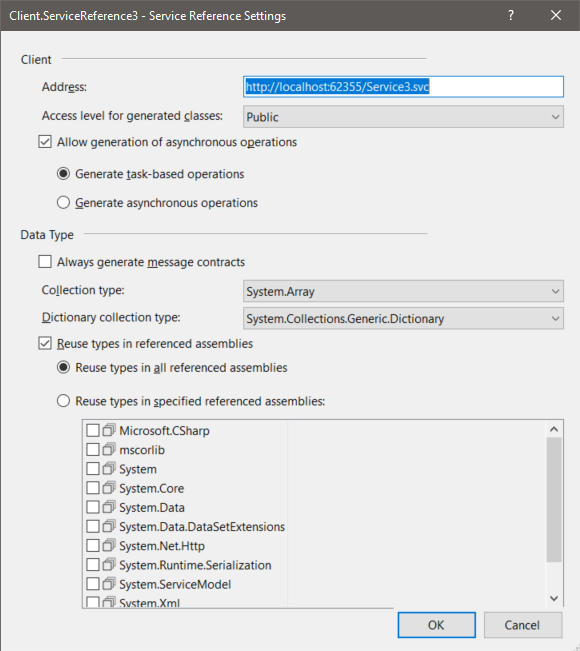 Client.ServiceReference3 - Service Reference Settings ?
Client
Address: http://localhost:62355/Service3.svc
Access level for generated classes: Public
Allow generation of asynchronous operations
Generate task-based operations
Generate asynchronous operations
Data Type
Always generate message contracts
Collection type: System.Array
Dictionary collection type: System.Collections.Generic.Dictionary
Reuse types in referenced assemblies
Reuse types in all referenced assemblies
Reuse types in specified referenced assemblies:
Microsoft.CSharp
mscorlib
System
System.Core
System.Data
System.Data.DataSetExtensions
System.Net.Http
System.Runtime.Serialization
System.ServiceModel
System.Xml
OK Cancel